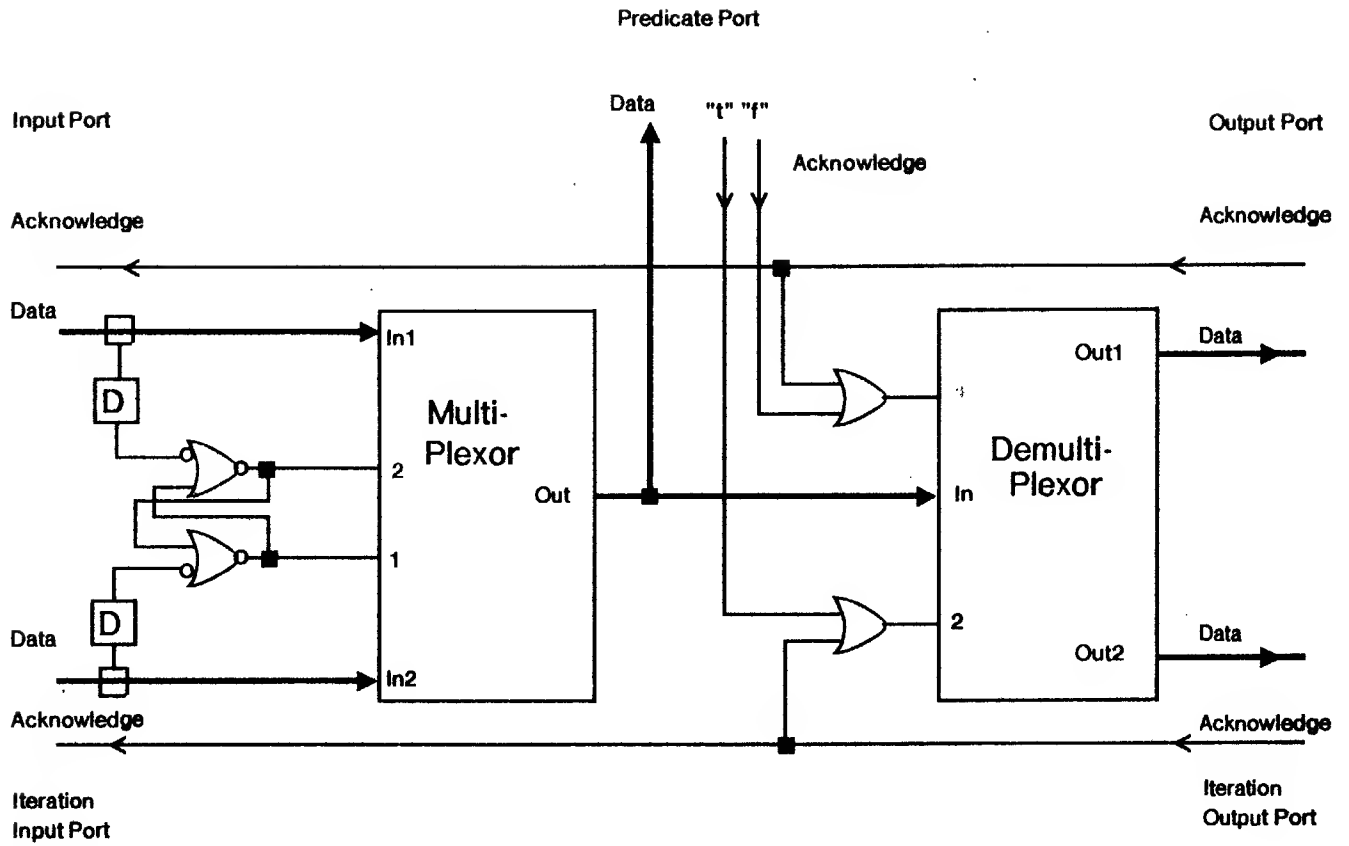 Predicate Port
Data
"t" "f"
Input Port
Output Port
Acknowledge
Acknowledge
Acknowledge
Data
In1
Out1
Data
D
Multi-
Plexor
Demulti-
Plexor
2
Out
In
1
D
2
Data
Out2
Data
In2
Acknowledge
Acknowledge
Iteration
Input Port
Iteration
Output Port